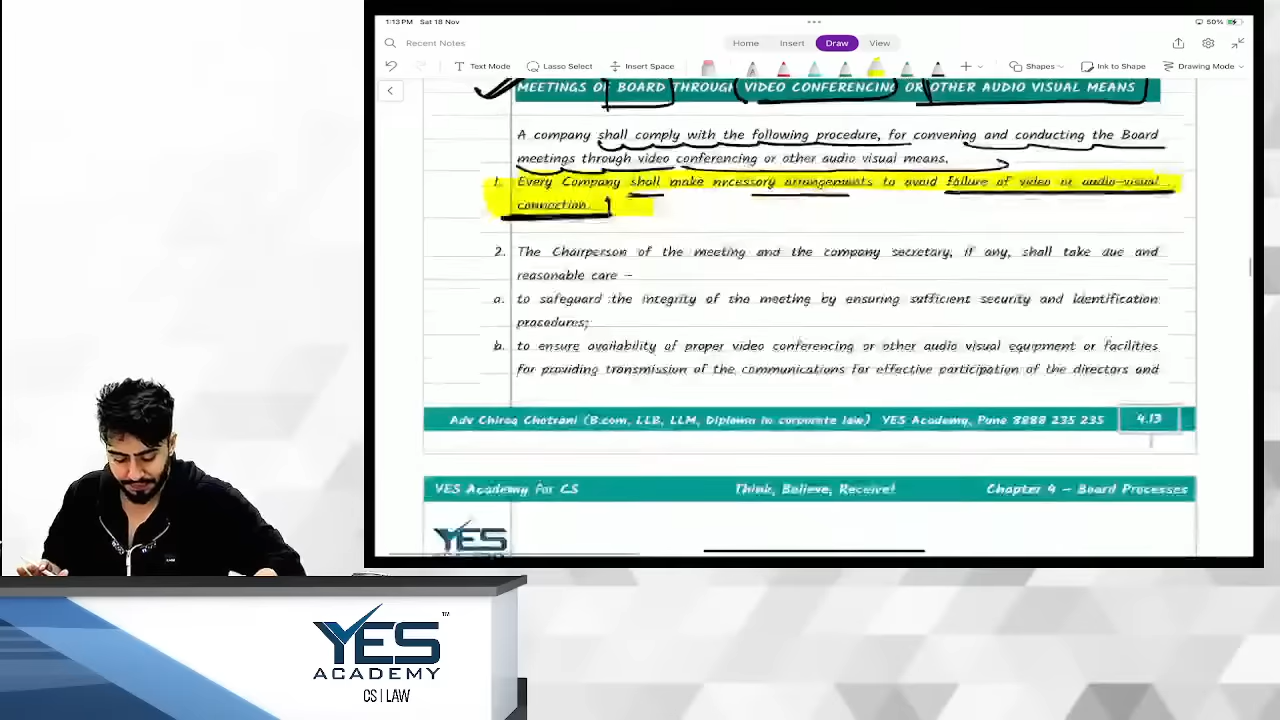 1:13 PM Sat 18 Nov
50%
Recent Notes
Home Insert Draw View
Text Mode Lasso Select Insert Space
Shapes Ink to Shape Drawing Mode
MEETINGS OF BOARD THROUGH VIDEO CONFERENCING OR OTHER AUDIO VISUAL MEANS
A company shall comply with the following procedure, for convening and conducting the Board
meetings through video conferencing or other audio visual means.
1. Every Company shall make necessary arrangements to avoid failure of video or audio-visual
connection.
2. The Chairperson of the meeting and the company secretary, if any, shall take due and
reasonable care –
a. to safeguard the integrity of the meeting by ensuring sufficient security and identification
procedures;
b. to ensure availability of proper video conferencing or other audio visual equipment or facilities
for providing transmission of the communications for effective participation of the directors and
Adv Chirag Chotrani (B.com, LLB, LLM, Diploma in corporate law) YES Academy, Pune 8888 235 235 4.13
YES Academy for CS Think, Believe, Receive! Chapter 4 – Board Processes
YES
YES™
ACADEMY
CS | LAW